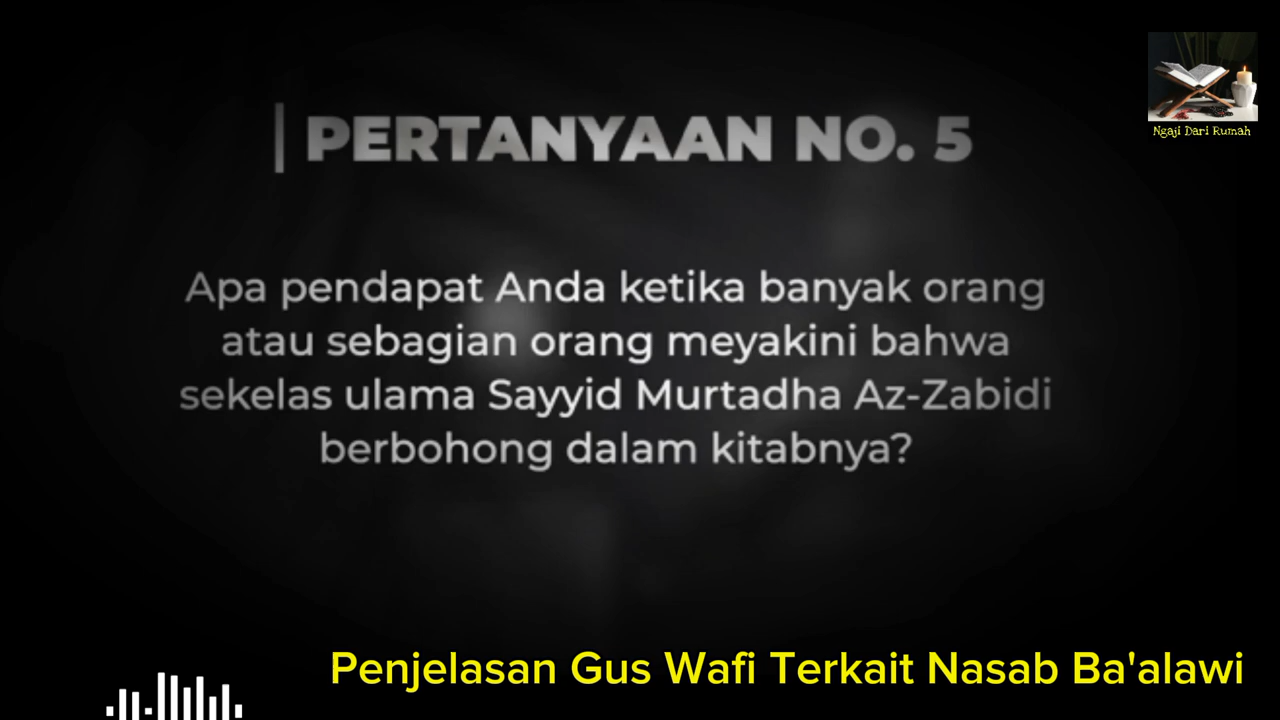 PERTANYAAN NO. 5
Ngaji Dari Rumah
Apa pendapat Anda ketika banyak orang
atau sebagian orang meyakini bahwa
sekelas ulama Sayyid Murtadha Az-Zabidi
berbohong dalam kitabnya?
Penjelasan Gus Wafi Terkait Nasab Ba'alawi